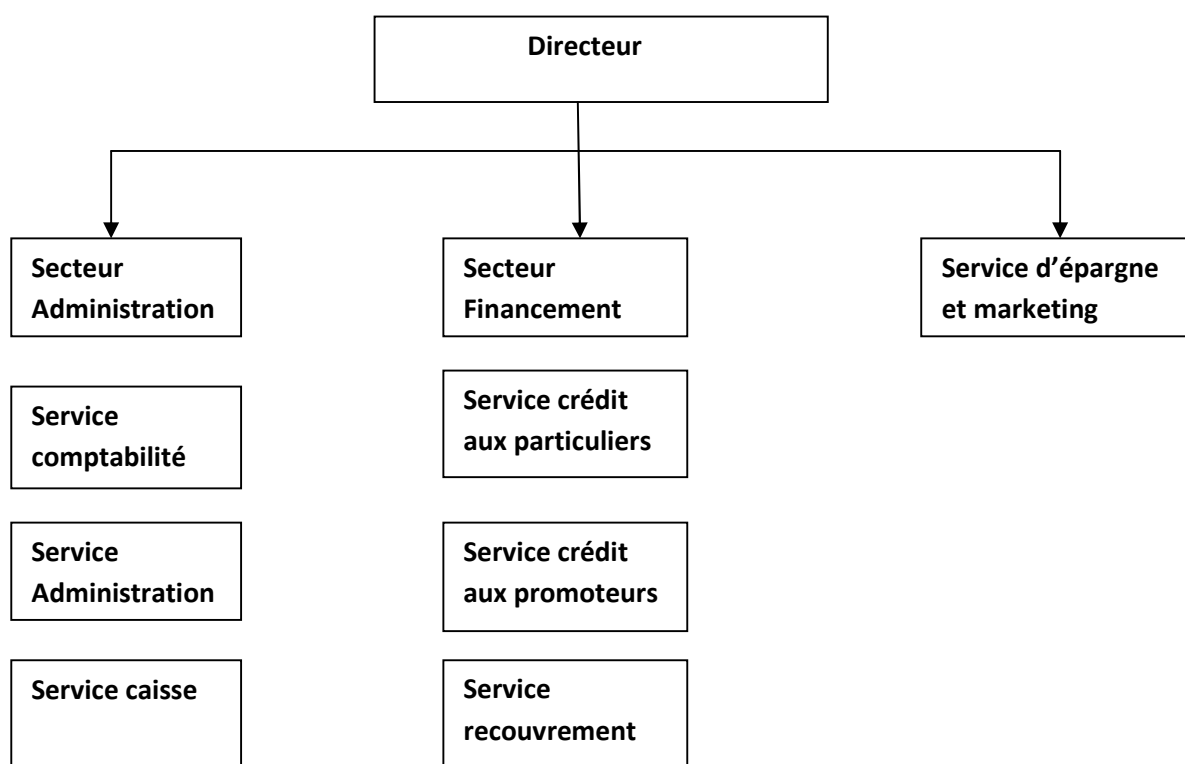 Directeur
Secteur
Administration
Secteur
Financement
Service d’épargne
et marketing
Service
comptabilité
Service crédit
aux particuliers
Service
Administration
Service crédit
aux promoteurs
Service caisse
Service
recouvrement